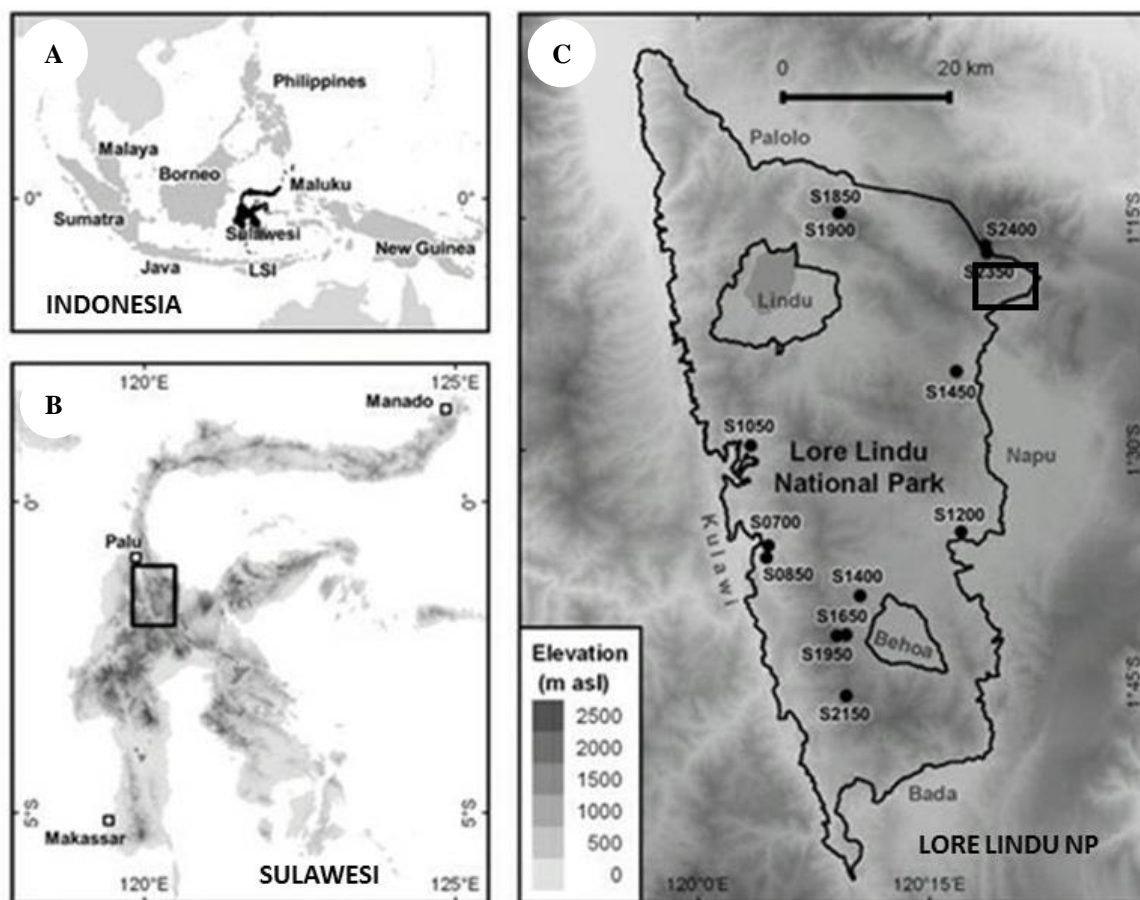 A
Philippines
Malaya
Borneo
Maluku
0°
0°
Sumatra
Sulawesi
New Guinea
Java
LSI
INDONESIA
B
120°E
125°E
Manado
0°
Palu
5°S
5°S
Makassar
SULAWESI
120°E
125°E
C
0
20 km
Palolo
S1850
S1900
S2400
S2350
1°15'S
Lindu
S1450
S1050
Lore Lindu
National Park
Napu
1°30'S
Kulawi
S0700
S0850
S1200
S1400
S1650
S1950
Behoa
S2150
1°45'S
Bada
Elevation
(m asl)
2500
2000
1500
1000
500
0
LORE LINDU NP
120°0'E
120°15'E